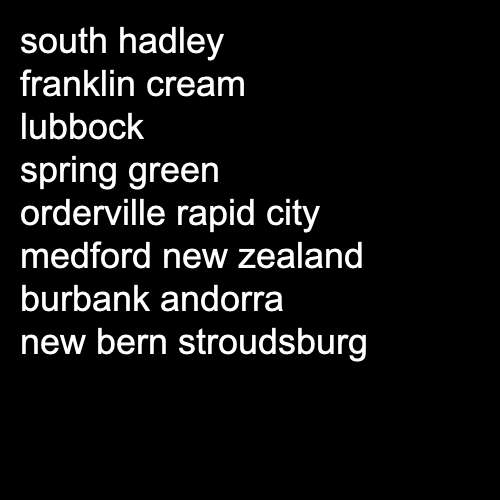 south hadley
franklin cream
lubbock
spring green
orderville rapid city
medford new zealand
burbank andorra
new bern stroudsburg